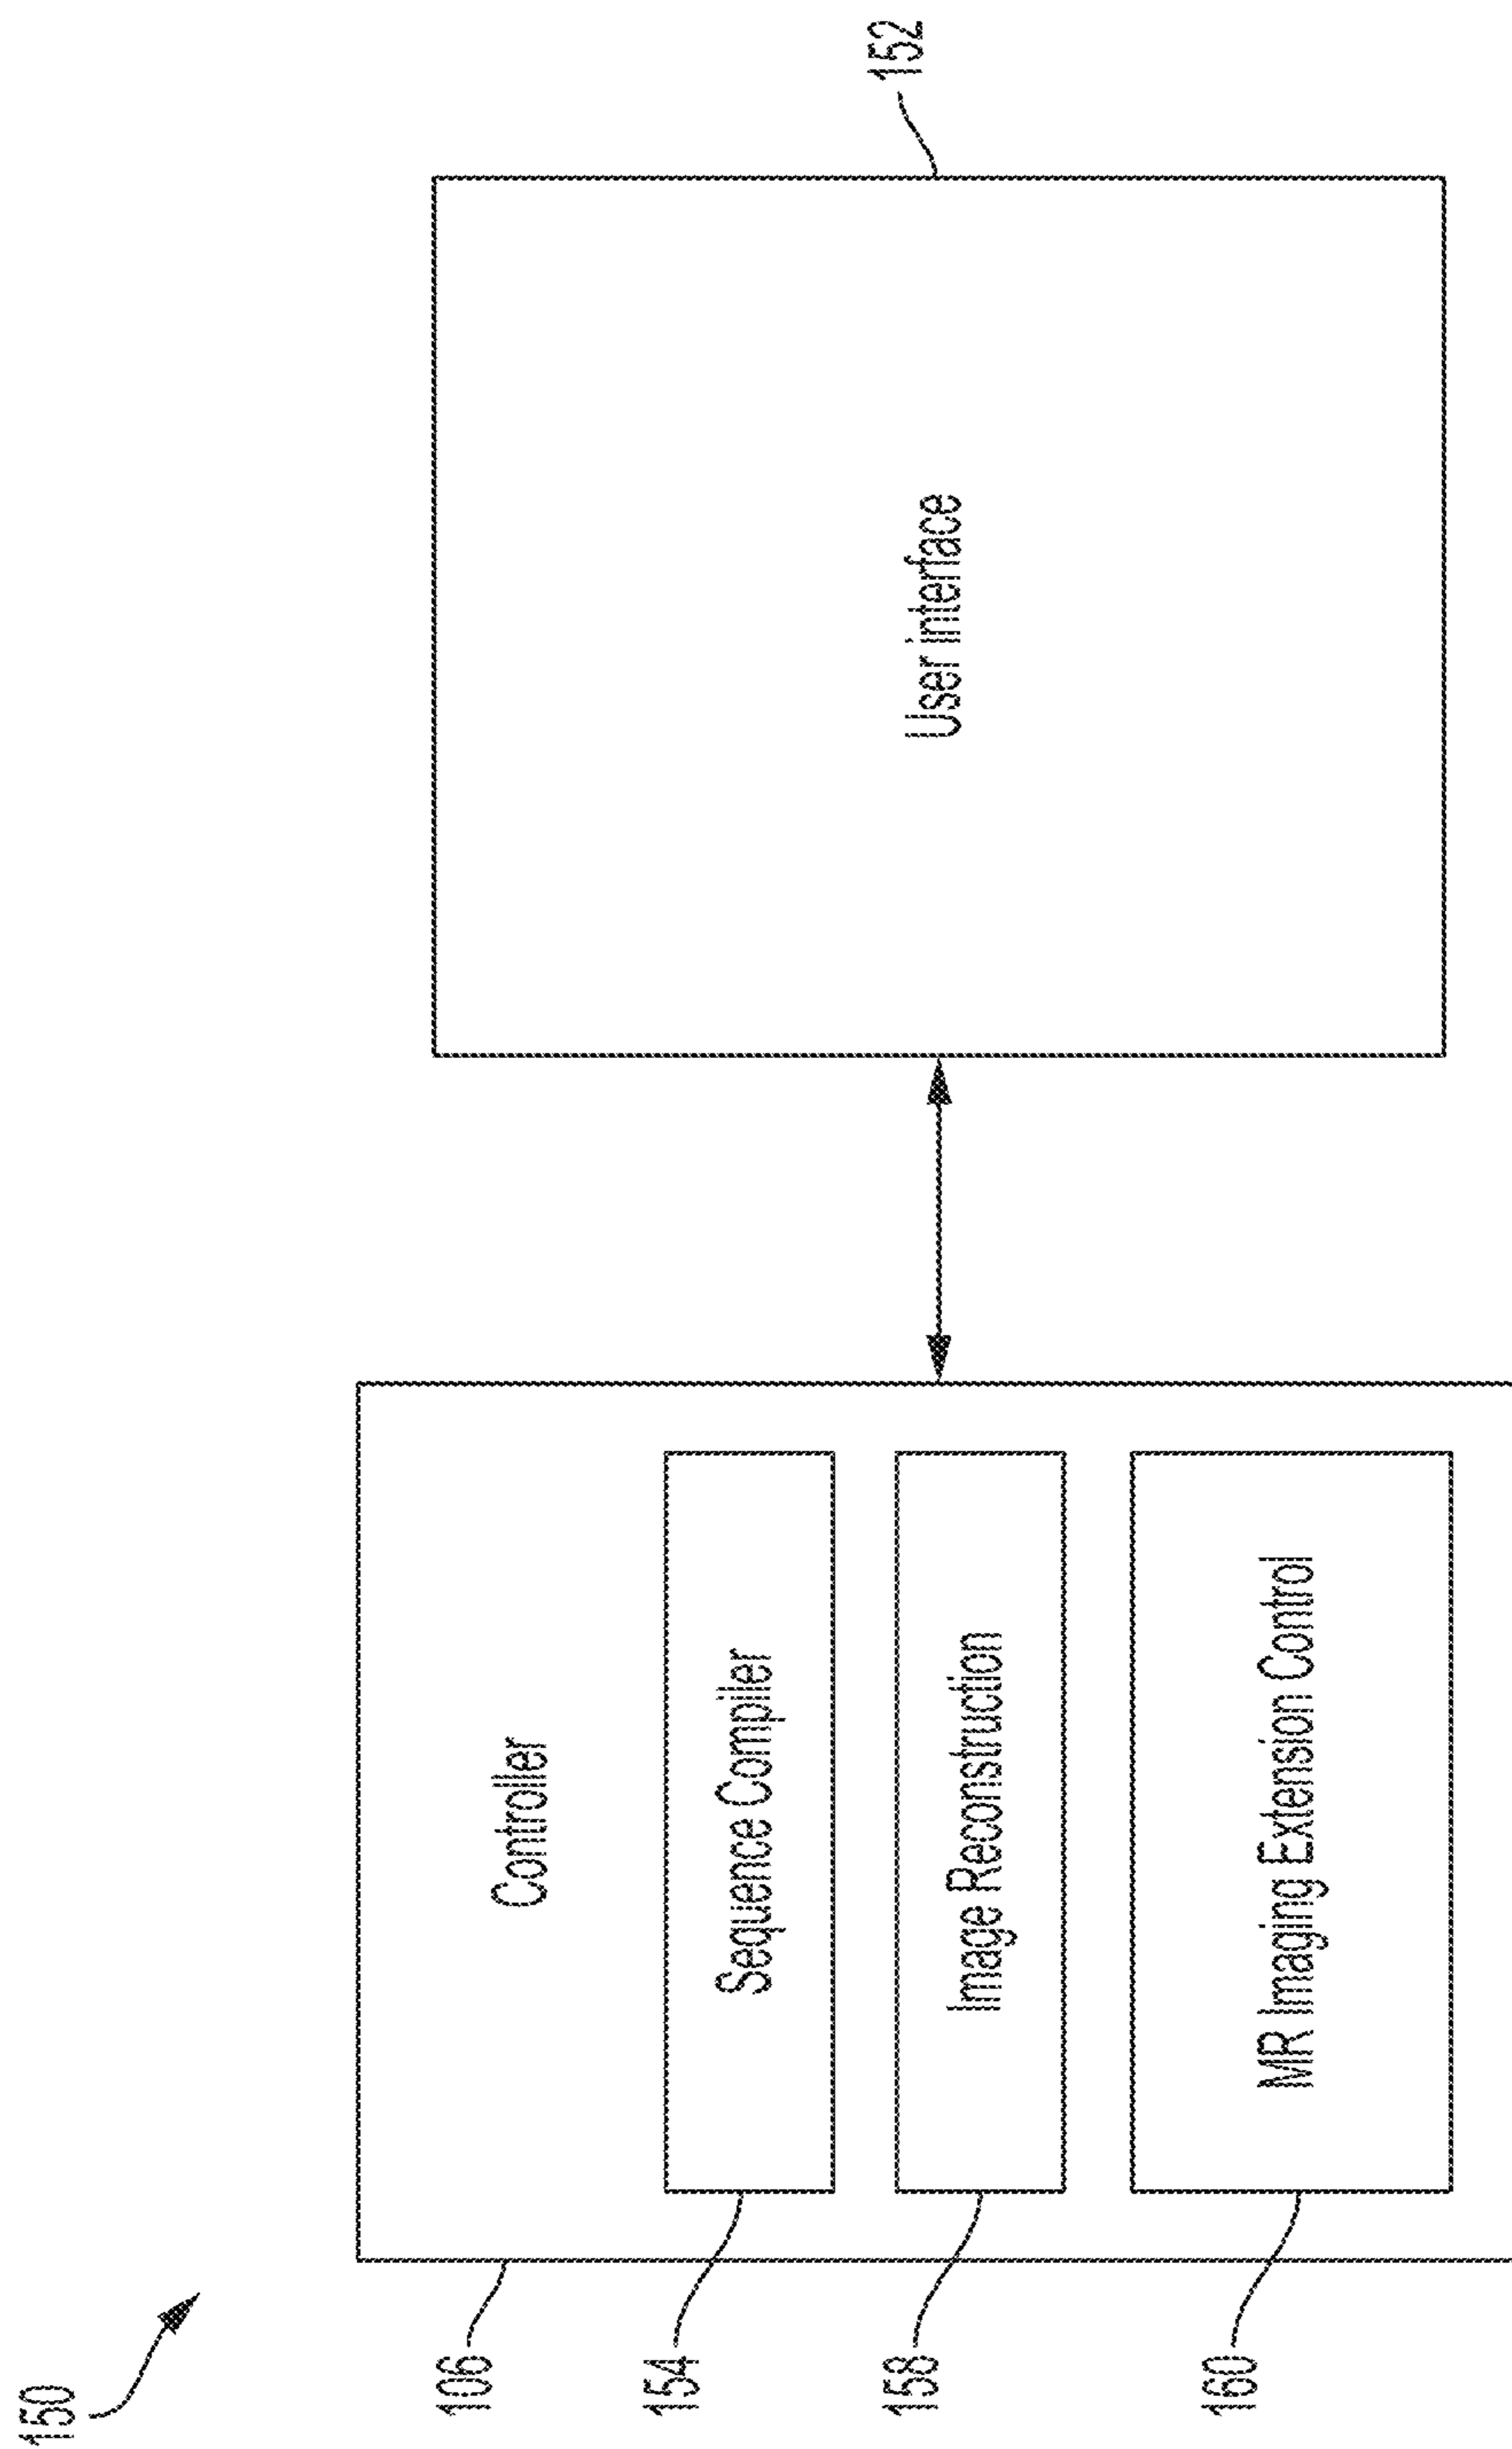 150
106
Controller
154
Sequence Compiler
158
Image Reconstruction
160
MR Imaging Extension Control
User interface
152